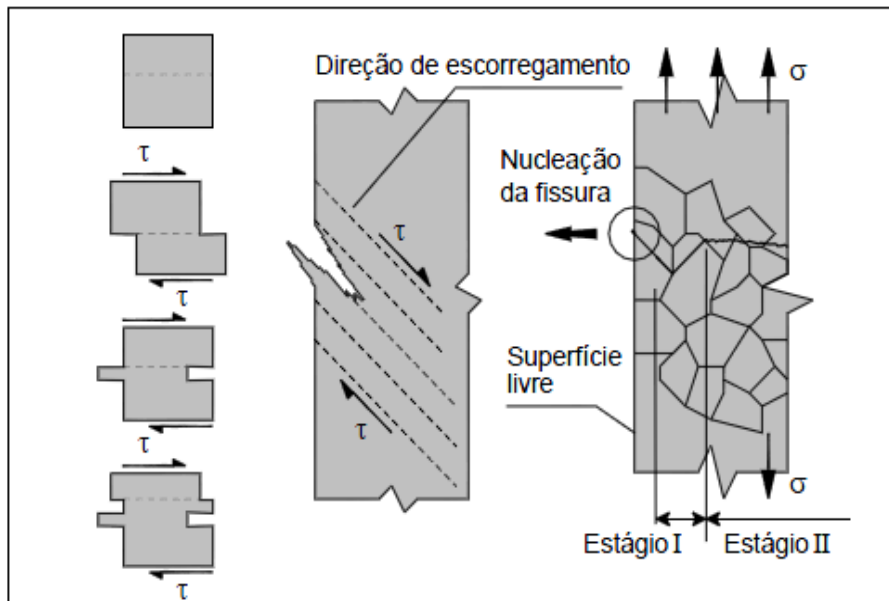 Direção de escorregamento
σ
τ
Nucleação
da fissura
τ
τ
τ
τ
Superfície
livre
τ
τ
σ
Estágio I
Estágio II
τ